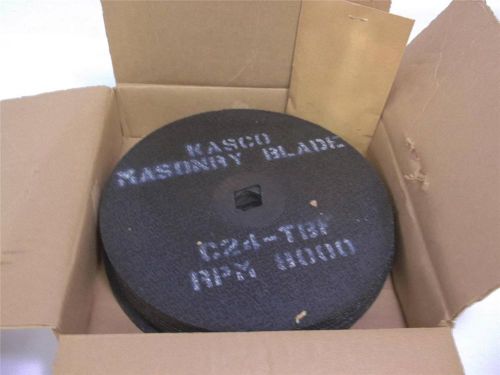 KASCO
MASONRY BLADE
C24-TBF
RPM 8000